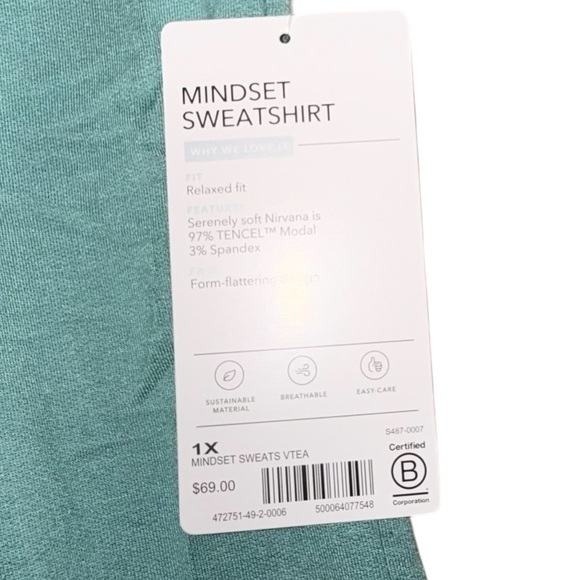 MINDSET
SWEATSHIRT
WHY WE LOVE IT
FIT
Relaxed fit
FEATURES
Serenely soft Nirvana is
97% TENCEL™ Modal
3% Spandex
Form-flattering design
SUSTAINABLE
MATERIAL
BREATHABLE
EASY-CARE
S487-0007
1X
MINDSET SWEATS VTEA
$69.00
472751-49-2-0006
500064077548
Certified
B
Corporation